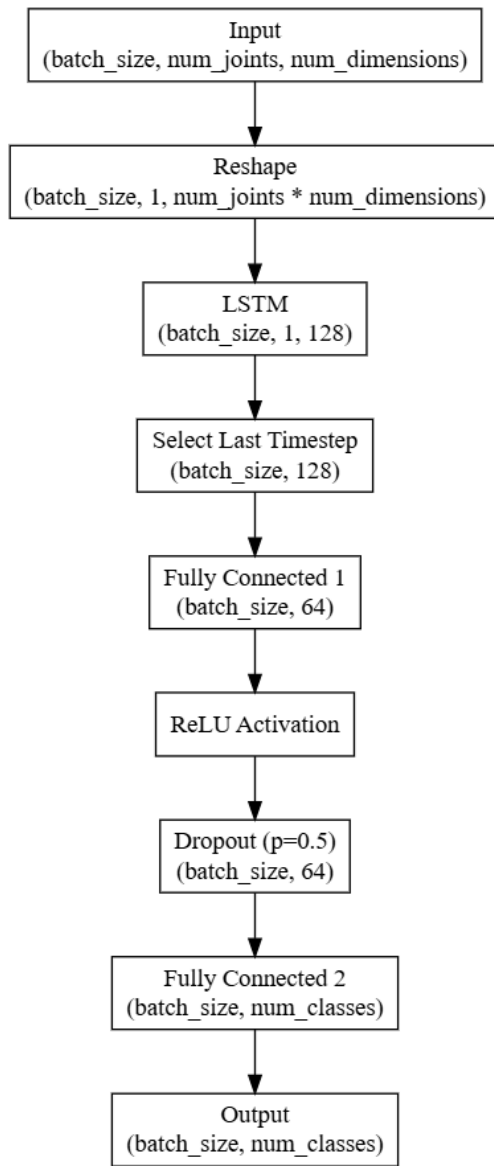 Input
(batch_size, num_joints, num_dimensions)
Reshape
(batch_size, 1, num_joints * num_dimensions)
LSTM
(batch_size, 1, 128)
Select Last Timestep
(batch_size, 128)
Fully Connected 1
(batch_size, 64)
ReLU Activation
Dropout (p=0.5)
(batch_size, 64)
Fully Connected 2
(batch_size, num_classes)
Output
(batch_size, num_classes)